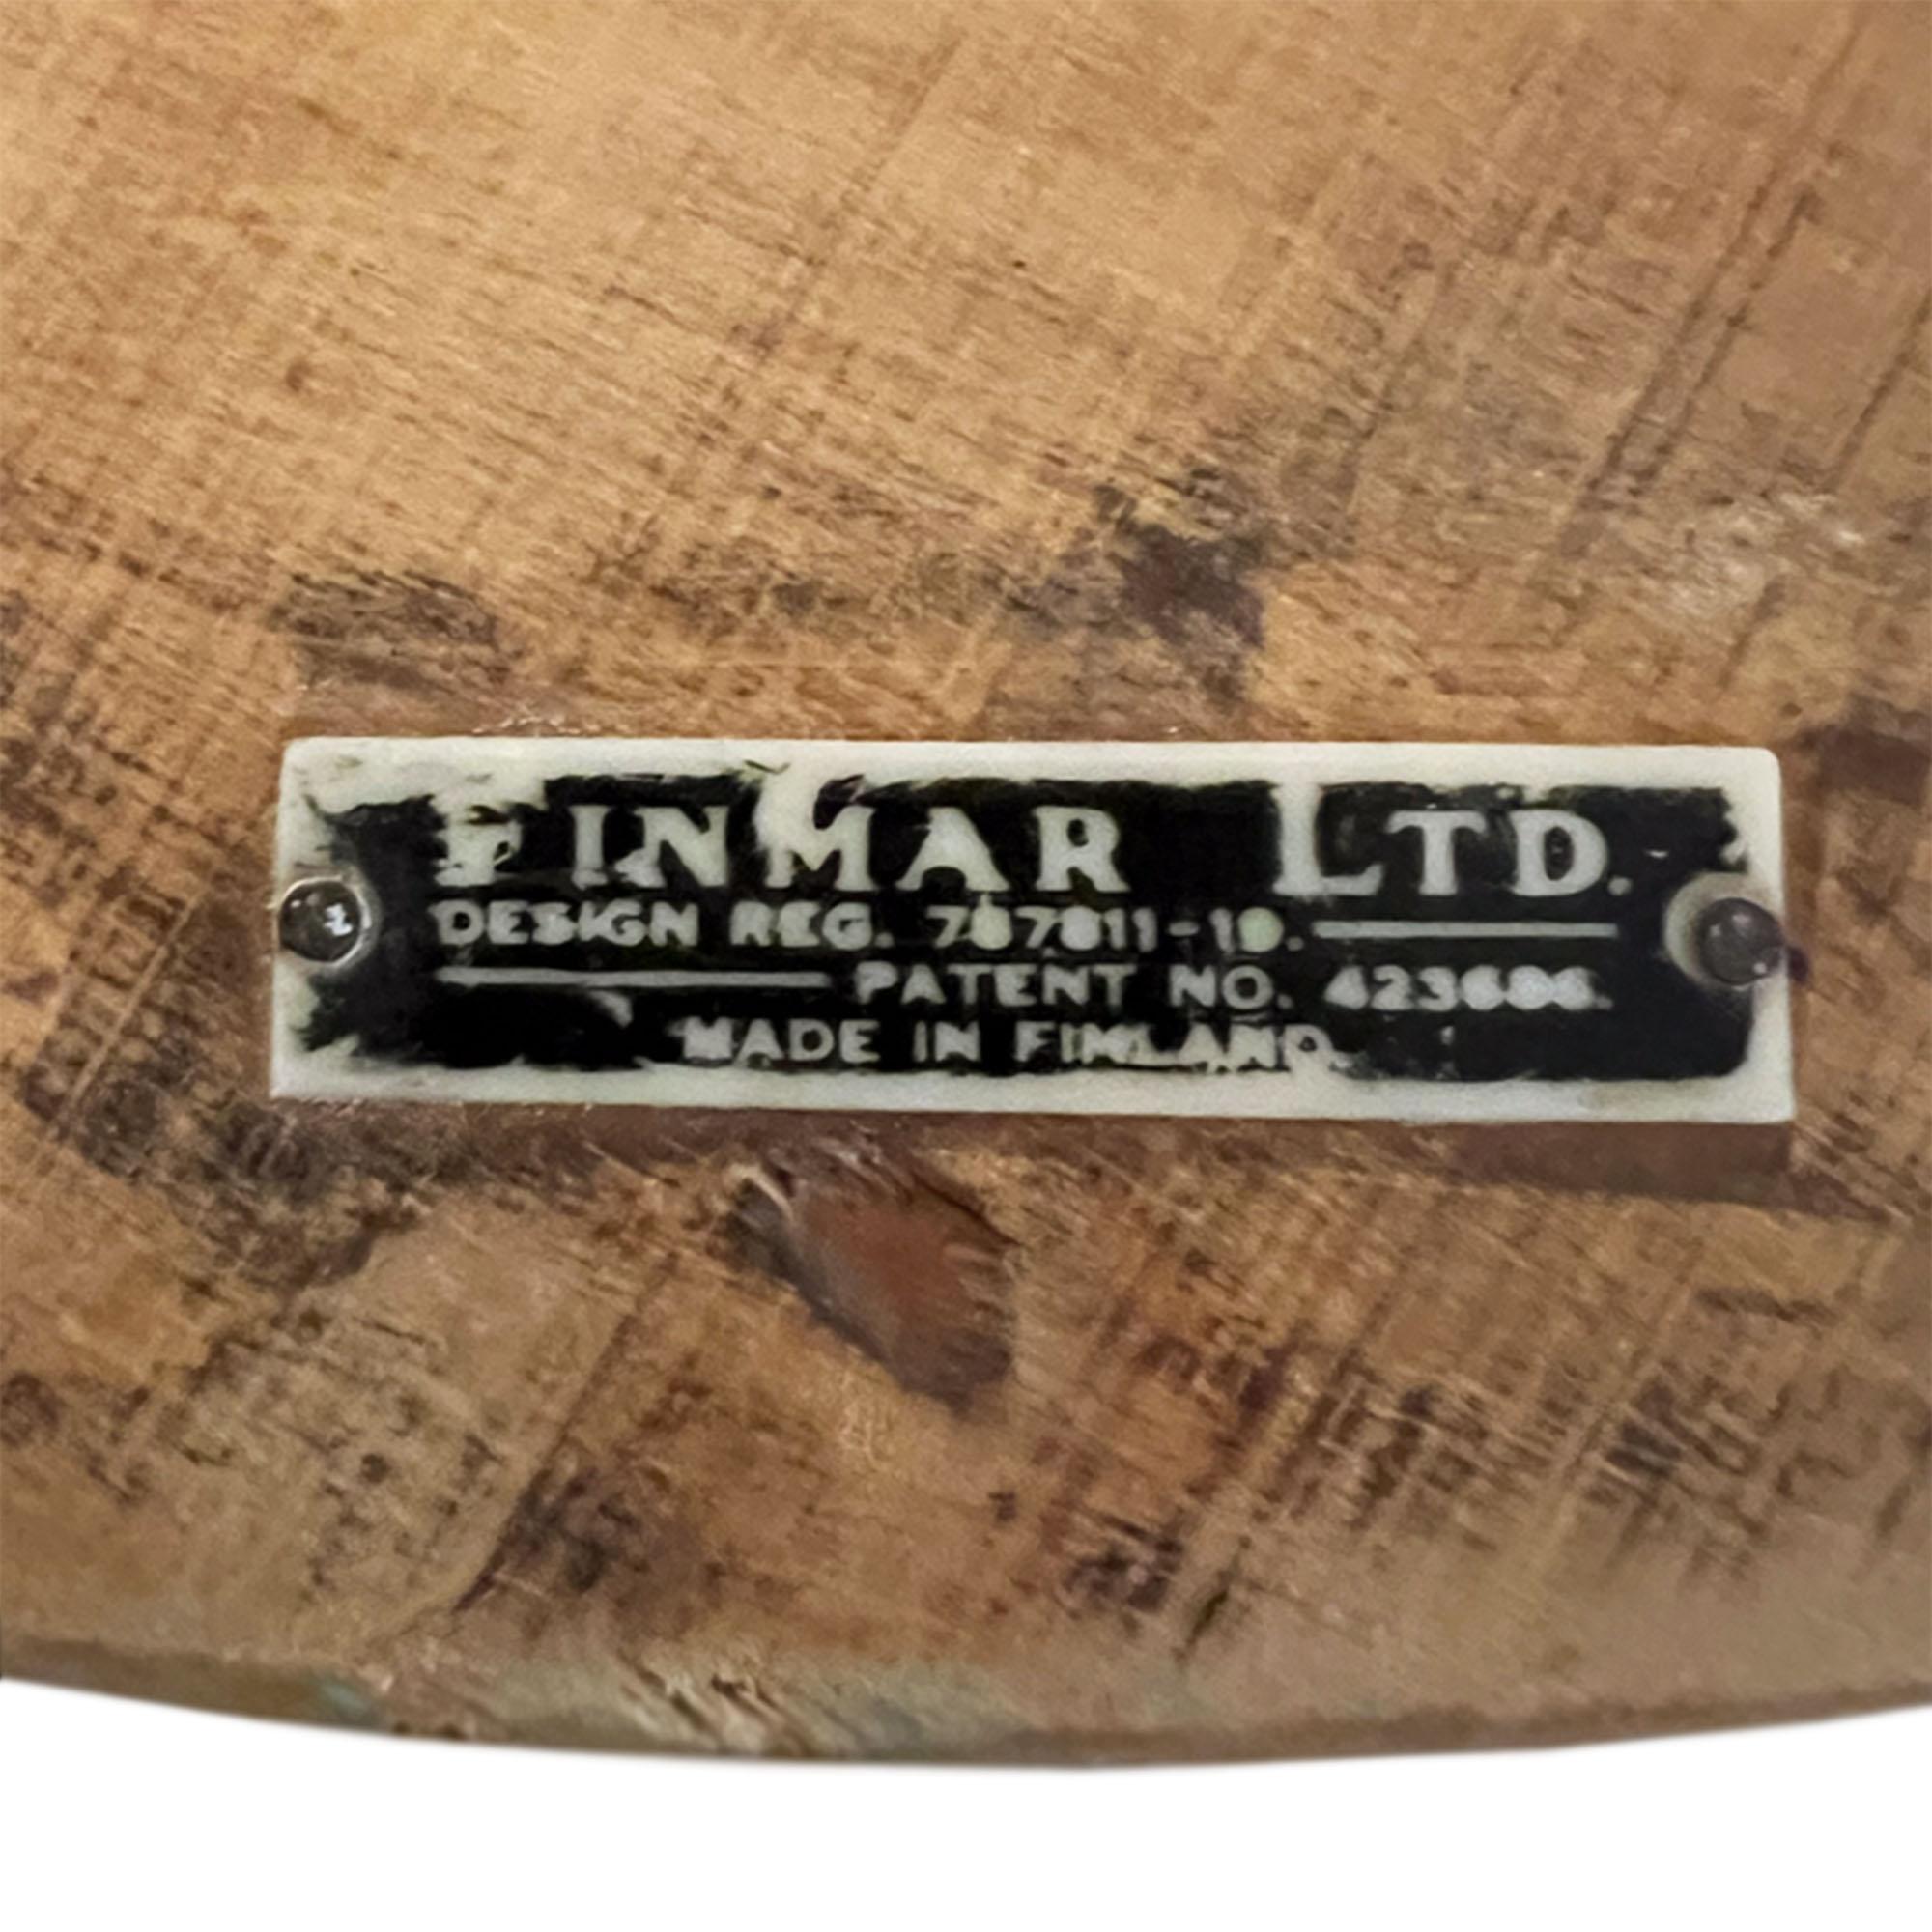 FINMAR LTD.
DESIGN REG. 787811-19.
PATENT NO. 423686.
MADE IN FINLAND.